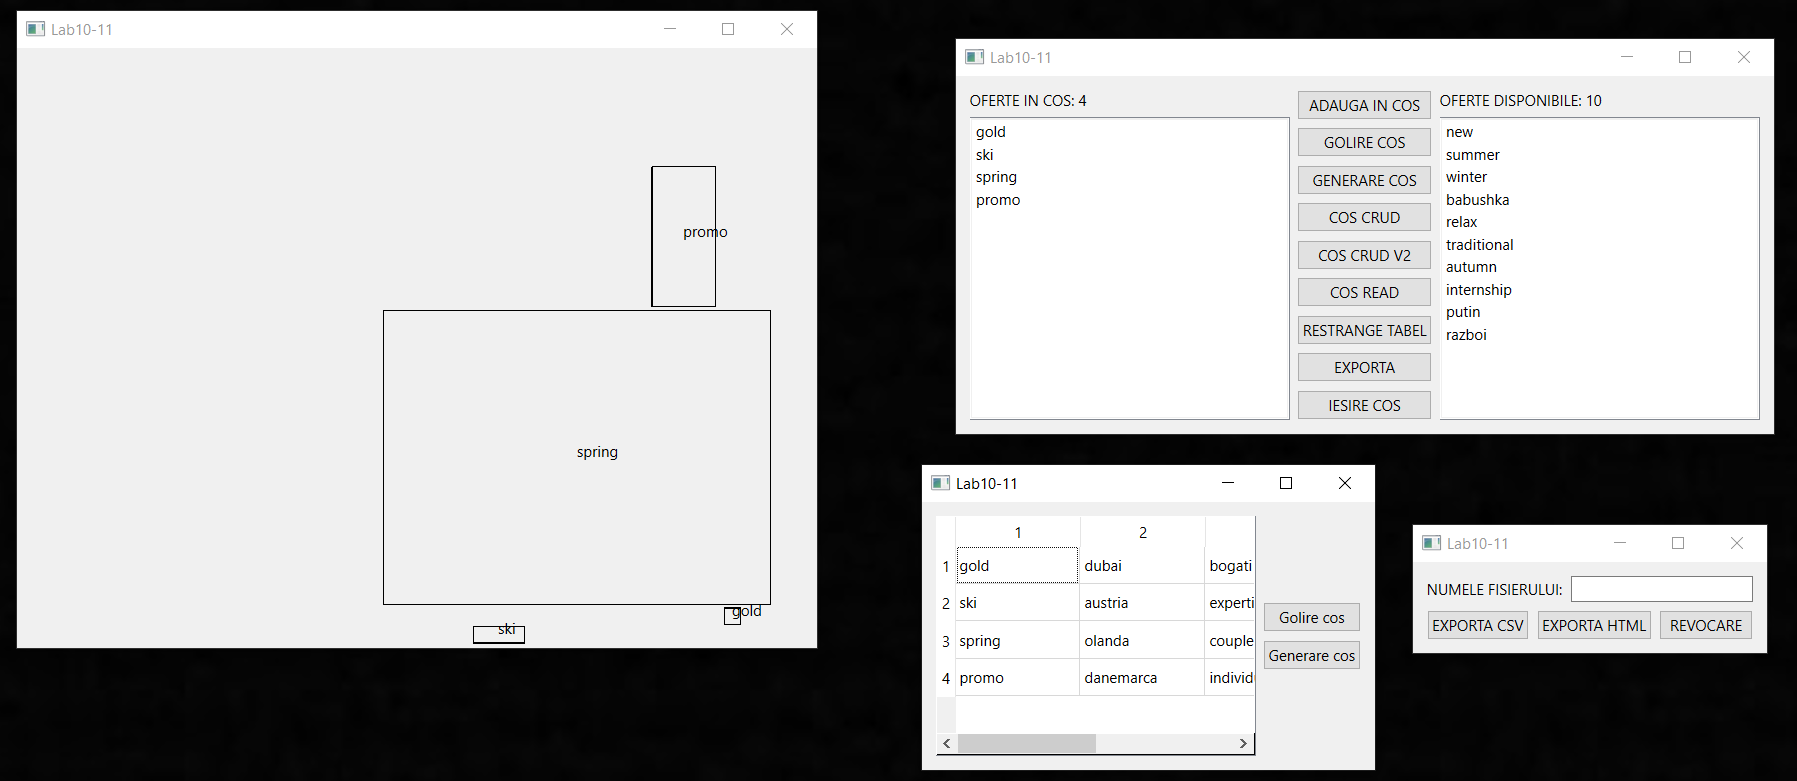 Lab10-11
promo
spring
gold
ski
Lab10-11
OFERTE IN COS: 4
gold
ski
spring
promo
ADAUGA IN COS
GOLIRE COS
GENERARE COS
COS CRUD
COS CRUD V2
COS READ
RESTRANGE TABEL
EXPORTA
IESIRE COS
OFERTE DISPONIBILE: 10
new
summer
winter
babushka
relax
traditional
autumn
internship
putin
razboi
Lab10-11
1 2
1 gold dubai bogati
2 ski austria experti
3 spring olanda couple
4 promo danemarca individ
Golire cos
Generare cos
Lab10-11
NUMELE FISIERULUI:
EXPORTA CSV EXPORTA HTML REVOCARE